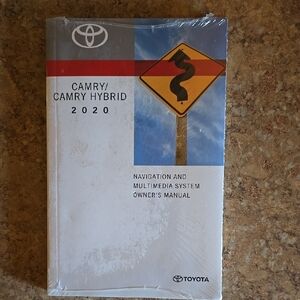 CAMRY/
CAMRY HYBRID
2020
NAVIGATION AND
MULTIMEDIA SYSTEM
OWNER'S MANUAL
TOYOTA